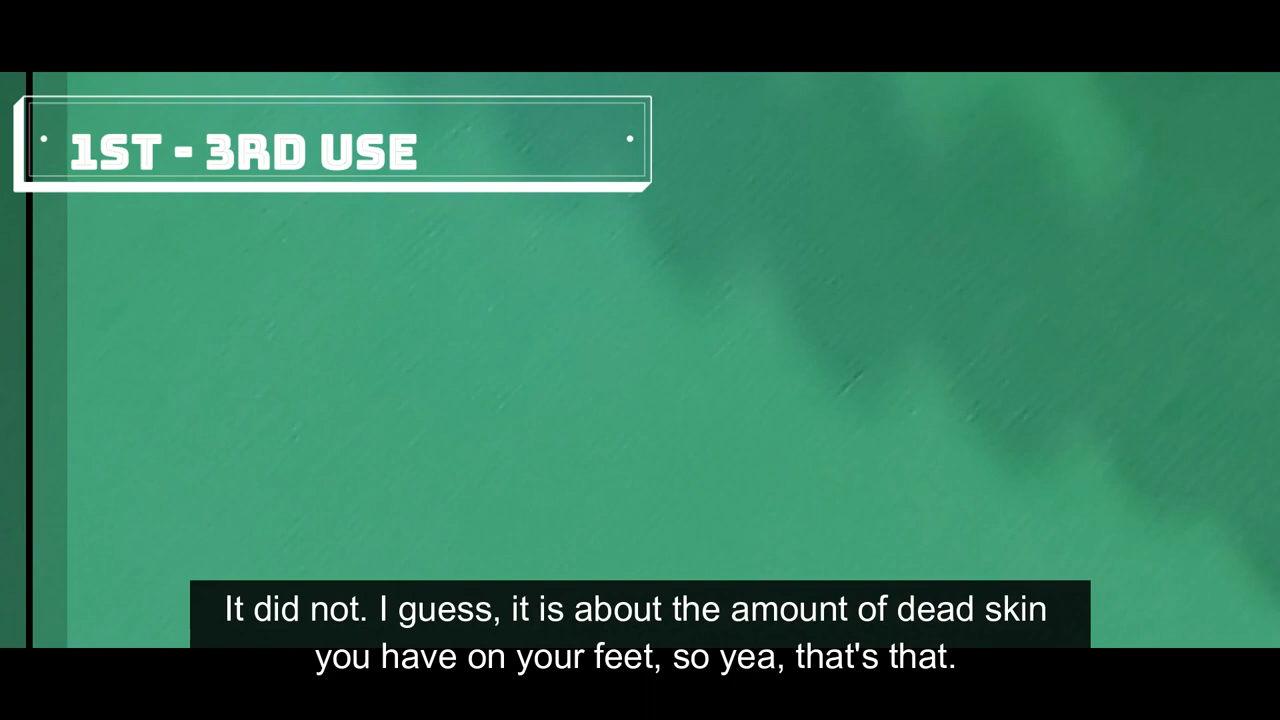 1ST - 3RD USE
It did not. I guess, it is about the amount of dead skin
you have on your feet, so yea, that's that.